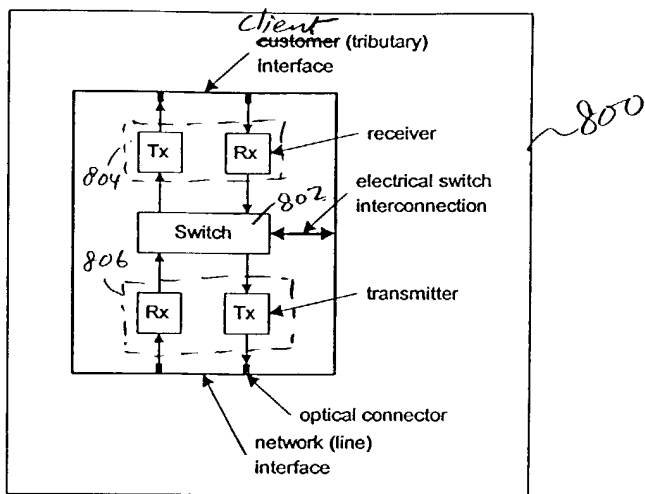 client
customer (tributary)
interface
800
Tx
Rx
receiver
804
802
electrical switch
interconnection
Switch
806
Rx
Tx
transmitter
optical connector
network (line)
interface